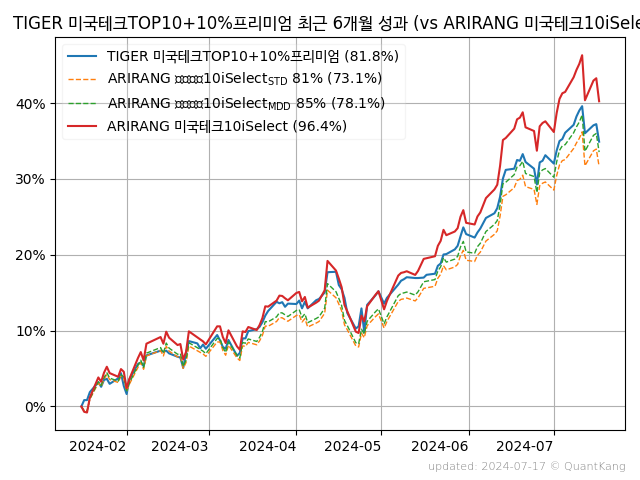 TIGER 미국테크TOP10+10%프리미엄 최근 6개월 성과 (vs ARIRANG 미국테크10iSele
TIGER 미국테크TOP10+10%프리미엄 (81.8%)
ARIRANG □□□□10iSelectSTD 81% (73.1%)
ARIRANG □□□□10iSelectMDD 85% (78.1%)
ARIRANG 미국테크10iSelect (96.4%)
40%
30%
20%
10%
0%
2024-02 2024-03 2024-04 2024-05 2024-06 2024-07
updated: 2024-07-17 © QuantKang